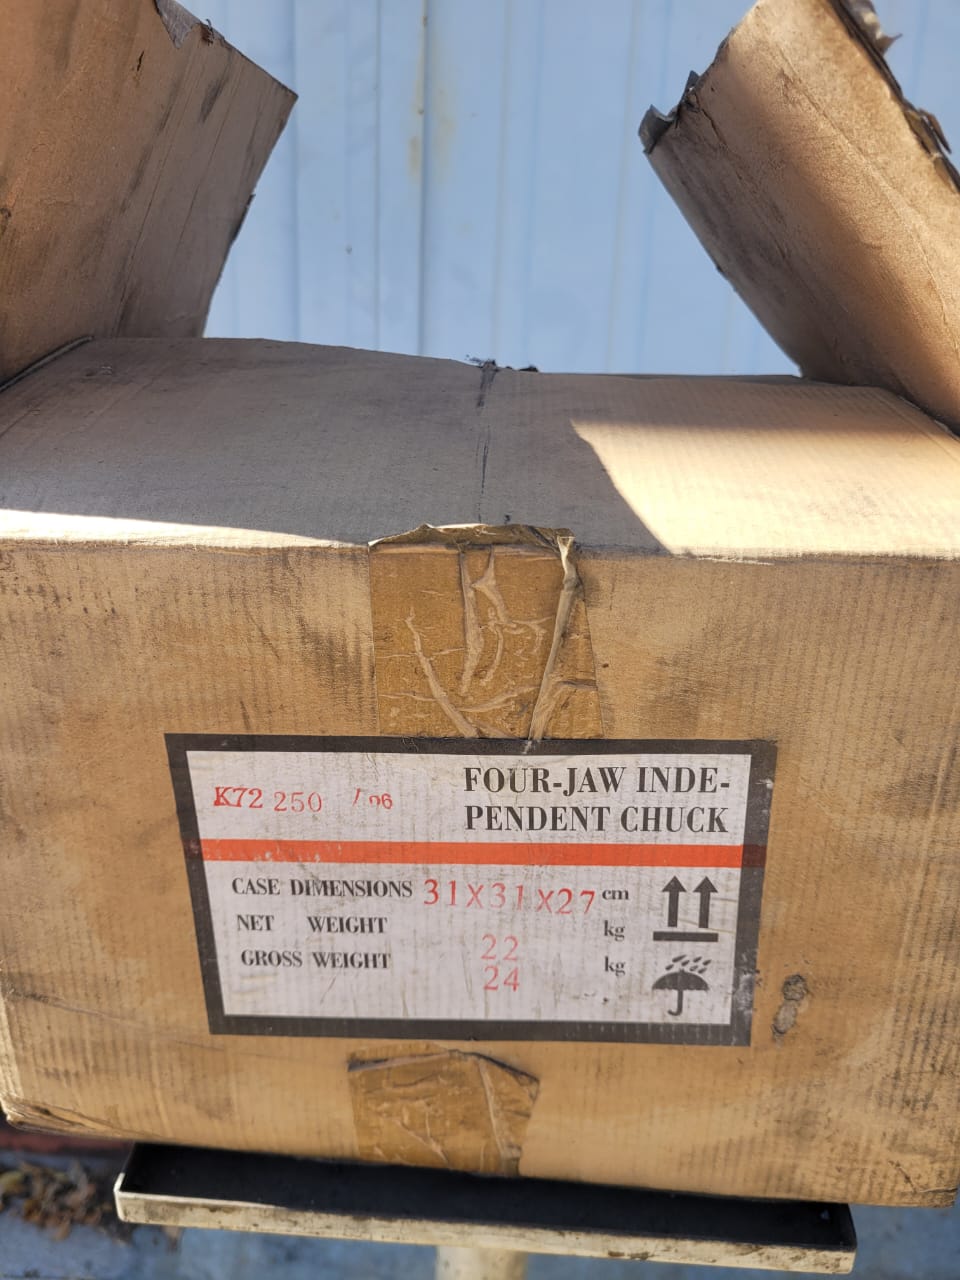 K72 250 /D6
FOUR-JAW INDE-
PENDENT CHUCK
CASE DIMENSIONS 31X31X27 cm
NET WEIGHT 22 kg
GROSS WEIGHT 24 kg